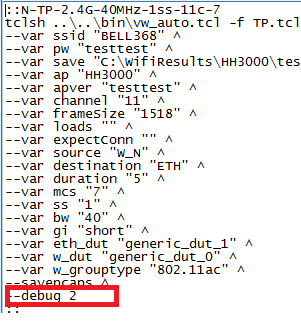 ::N-TP-2.4G-40MHz-1ss-11c-7
tclsh ..\..\bin\vw_auto.tcl -f TP.tcl
--var ssid "BELL368" ^
--var pw "testtest" ^
--var save "C:\WifiResults\HH3000\tes
--var ap "HH3000" ^
--var apver "testtest" ^
--var channel "11" ^
--var frameSize "1518" ^
--var loads "" ^
--var expectConn "" ^
--var source "W_N" ^
--var destination "ETH" ^
--var duration "5" ^
--var mcs "7" ^
--var ss "1" ^
--var bw "40" ^
--var gi "short" ^
--var eth_dut "generic_dut_1" ^
--var w_dut "generic_dut_0" ^
--var w_grouptype "802.11ac" ^
--savepcaps ^
--debug 2
::